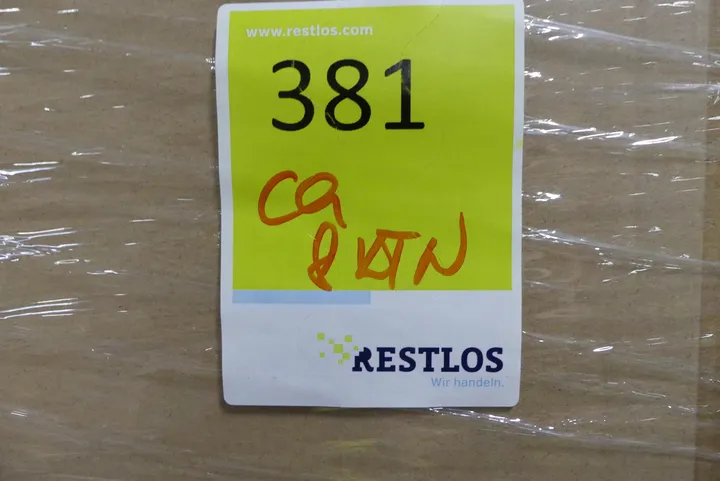 www.restlos.com
381
ca
8 KTN
RESTLOS
Wir handeln.